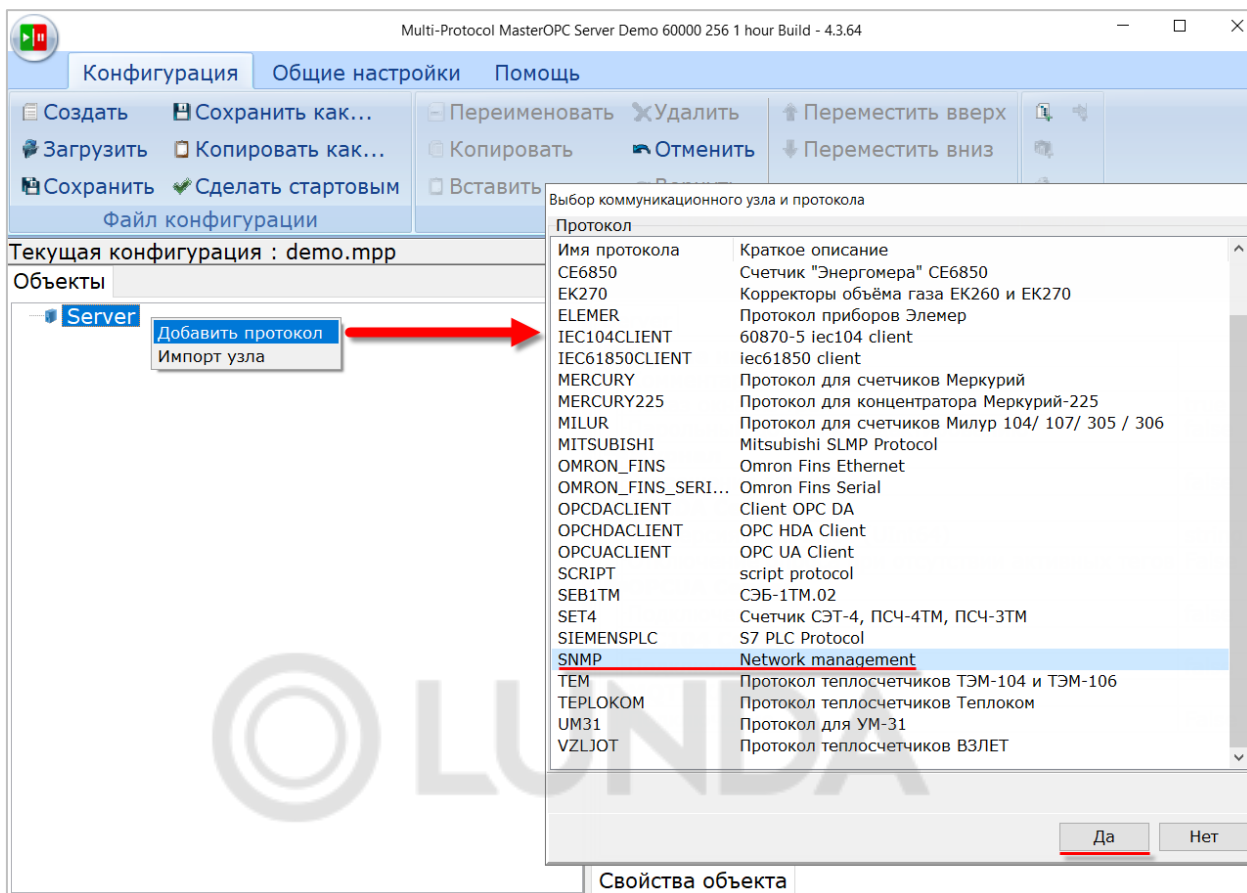 Multi-Protocol MasterOPC Server Demo 60000 256 1 hour Build - 4.3.64
Конфигурация Общие настройки Помощь
Создать Сохранить как... Переименовать Удалить Переместить вверх
Загрузить Копировать как... Копировать Отменить Переместить вниз
Сохранить Сделать стартовым Вставить
Файл конфигурации
Текущая конфигурация : demo.mpp
Объекты
Server
Добавить протокол
Импорт узла
Выбор коммуникационного узла и протокола
Протокол
Имя протокола Краткое описание
CE6850 Счетчик "Энергомера" CE6850
EK270 Корректоры объёма газа EK260 и EK270
ELEMER Протокол приборов Элемер
IEC104CLIENT 60870-5 iec104 client
IEC61850CLIENT iec61850 client
MERCURY Протокол для счетчиков Меркурий
MERCURY225 Протокол для концентратора Меркурий-225
MILUR Протокол для счетчиков Милур 104/ 107/ 305 / 306
MITSUBISHI Mitsubishi SLMP Protocol
OMRON_FINS Omron Fins Ethernet
OMRON_FINS_SERI... Omron Fins Serial
OPCDACLIENT Client OPC DA
OPCHDACLIENT OPC HDA Client
OPCUACLIENT OPC UA Client
SCRIPT script protocol
SEB1TM СЭБ-1ТМ.02
SET4 Счетчик СЭТ-4, ПСЧ-4ТМ, ПСЧ-3ТМ
SIEMENSPLC S7 PLC Protocol
SNMP Network management
TEM Протокол теплосчетчиков ТЭМ-104 и ТЭМ-106
TEPLOKOM Протокол теплосчетчиков Теплоком
UM31 Протокол для УМ-31
VZLJOT Протокол теплосчетчиков ВЗЛЕТ
LUNDA
Да Нет
Свойства объекта